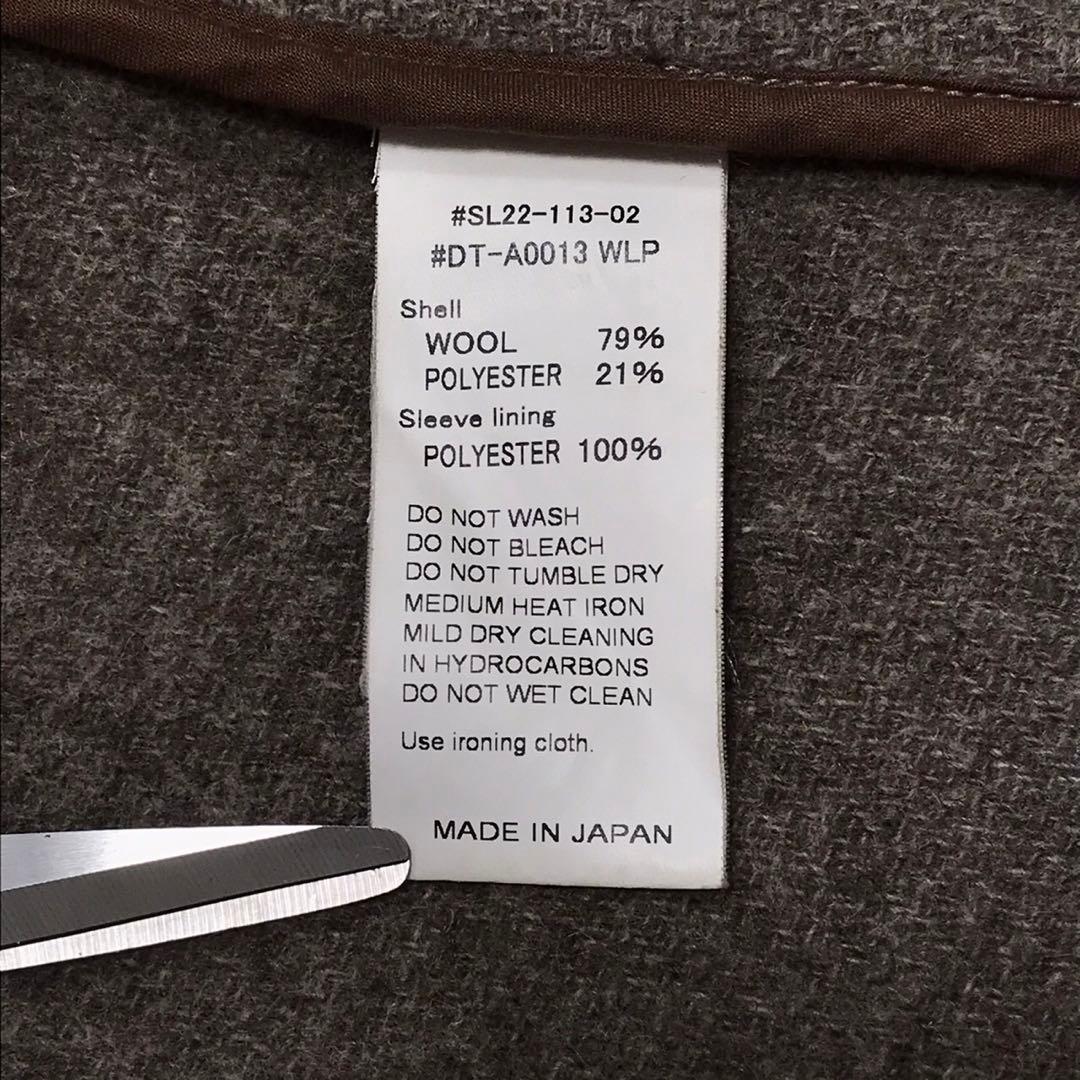 #SL22-113-02
#DT-A0013 WLP
Shell
WOOL 79%
POLYESTER 21%
Sleeve lining
POLYESTER 100%
DO NOT WASH
DO NOT BLEACH
DO NOT TUMBLE DRY
MEDIUM HEAT IRON
MILD DRY CLEANING
IN HYDROCARBONS
DO NOT WET CLEAN
Use ironing cloth.
MADE IN JAPAN